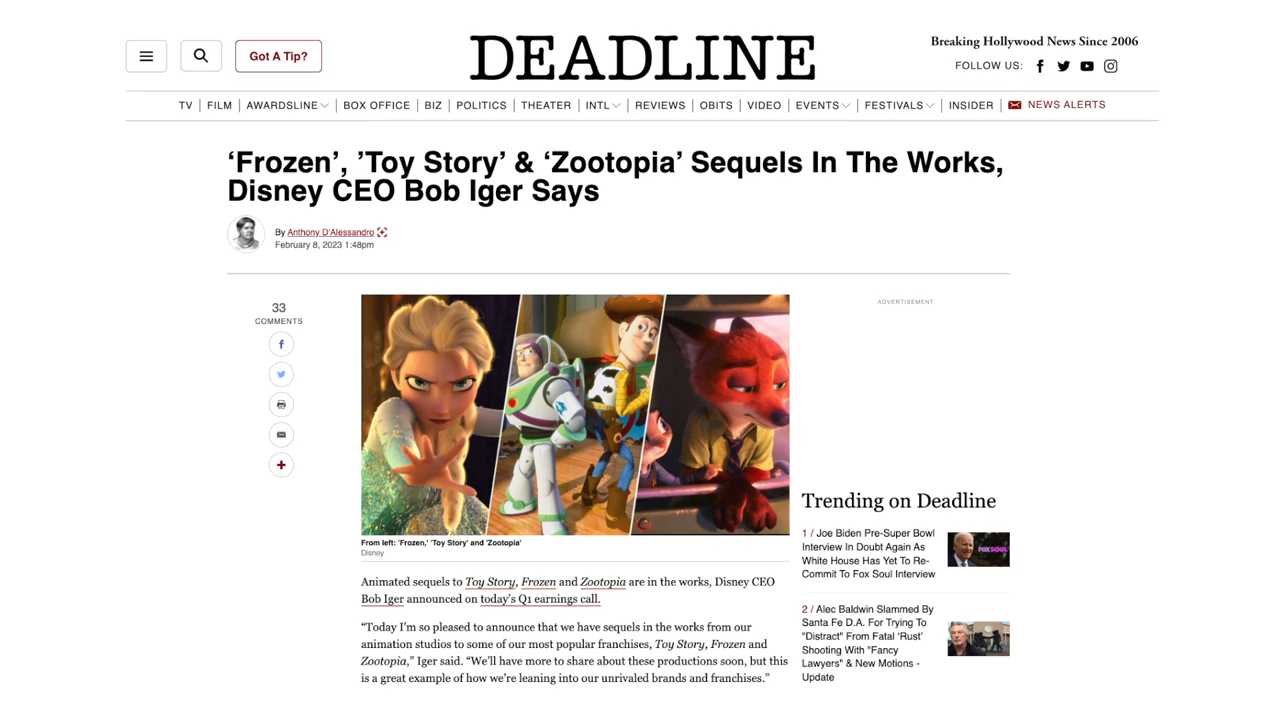 Got A Tip?
DEADLINE
Breaking Hollywood News Since 2006
FOLLOW US:
TV | FILM | AWARDSLINE | BOX OFFICE | BIZ | POLITICS | THEATER | INTL | REVIEWS | OBITS | VIDEO | EVENTS | FESTIVALS | INSIDER | NEWS ALERTS
‘Frozen’, ’Toy Story’ & ‘Zootopia’ Sequels In The Works,
Disney CEO Bob Iger Says
By Anthony D'Alessandro
February 8, 2023 1:48pm
33
COMMENTS
From left: 'Frozen,' 'Toy Story' and 'Zootopia'
Disney
Animated sequels to Toy Story, Frozen and Zootopia are in the works, Disney CEO
Bob Iger announced on today’s Q1 earnings call.
“Today I’m so pleased to announce that we have sequels in the works from our
animation studios to some of our most popular franchises, Toy Story, Frozen and
Zootopia,” Iger said. “We’ll have more to share about these productions soon, but this
is a great example of how we’re leaning into our unrivaled brands and franchises.”
ADVERTISEMENT
Trending on Deadline
1 / Joe Biden Pre-Super Bowl
Interview In Doubt Again As
White House Has Yet To Re-
Commit To Fox Soul Interview
FOX SOUL
2 / Alec Baldwin Slammed By
Santa Fe D.A. For Trying To
"Distract" From Fatal ‘Rust’
Shooting With "Fancy
Lawyers" & New Motions -
Update